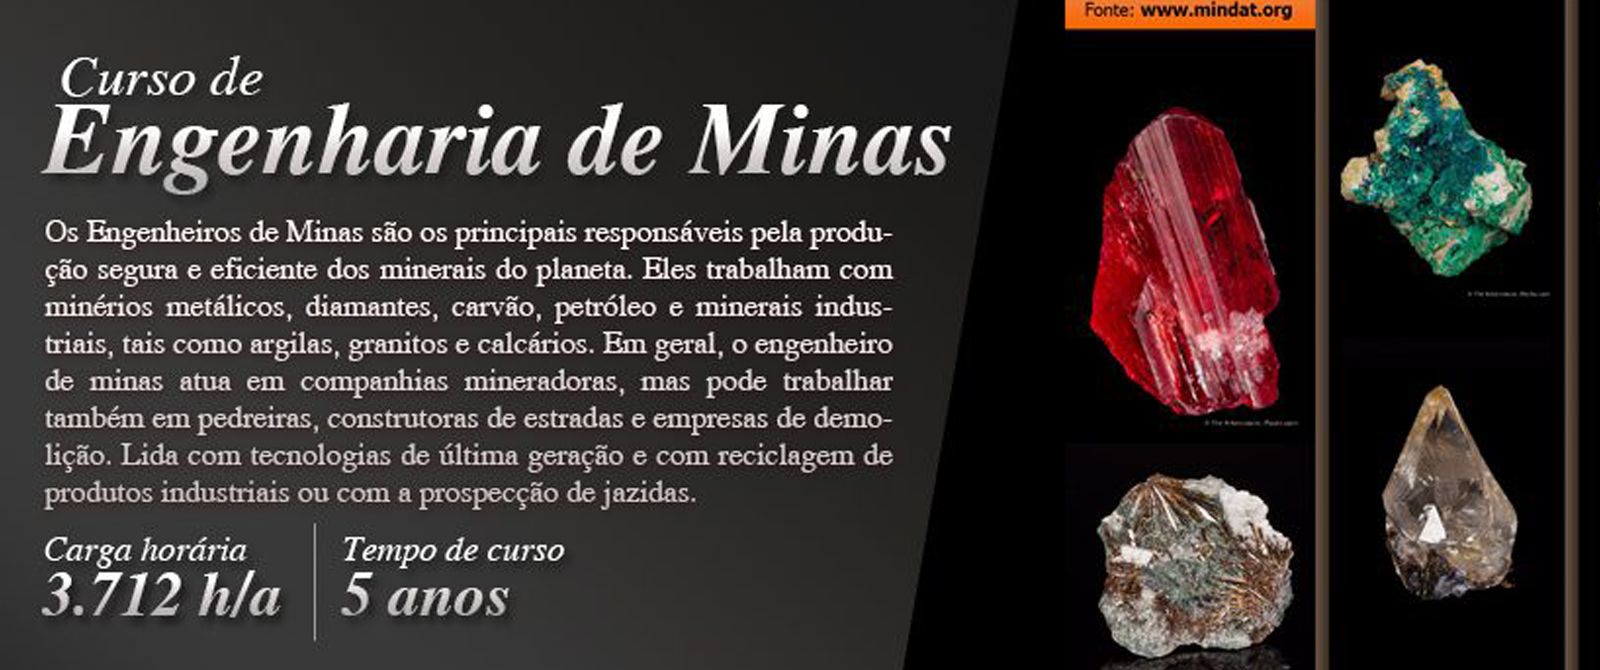 Curso de
Engenharia de Minas
Os Engenheiros de Minas são os principais responsáveis pela produ-
ção segura e eficiente dos minerais do planeta. Eles trabalham com
minérios metálicos, diamantes, carvão, petróleo e minerais indus-
triais, tais como argilas, granitos e calcários. Em geral, o engenheiro
de minas atua em companhias mineradoras, mas pode trabalhar
também em pedreiras, construtoras de estradas e empresas de demo-
lição. Lida com tecnologias de última geração e com reciclagem de
produtos industriais ou com a prospecção de jazidas.
Carga horária
3.712 h/a
Tempo de curso
5 anos
Fonte: www.mindat.org